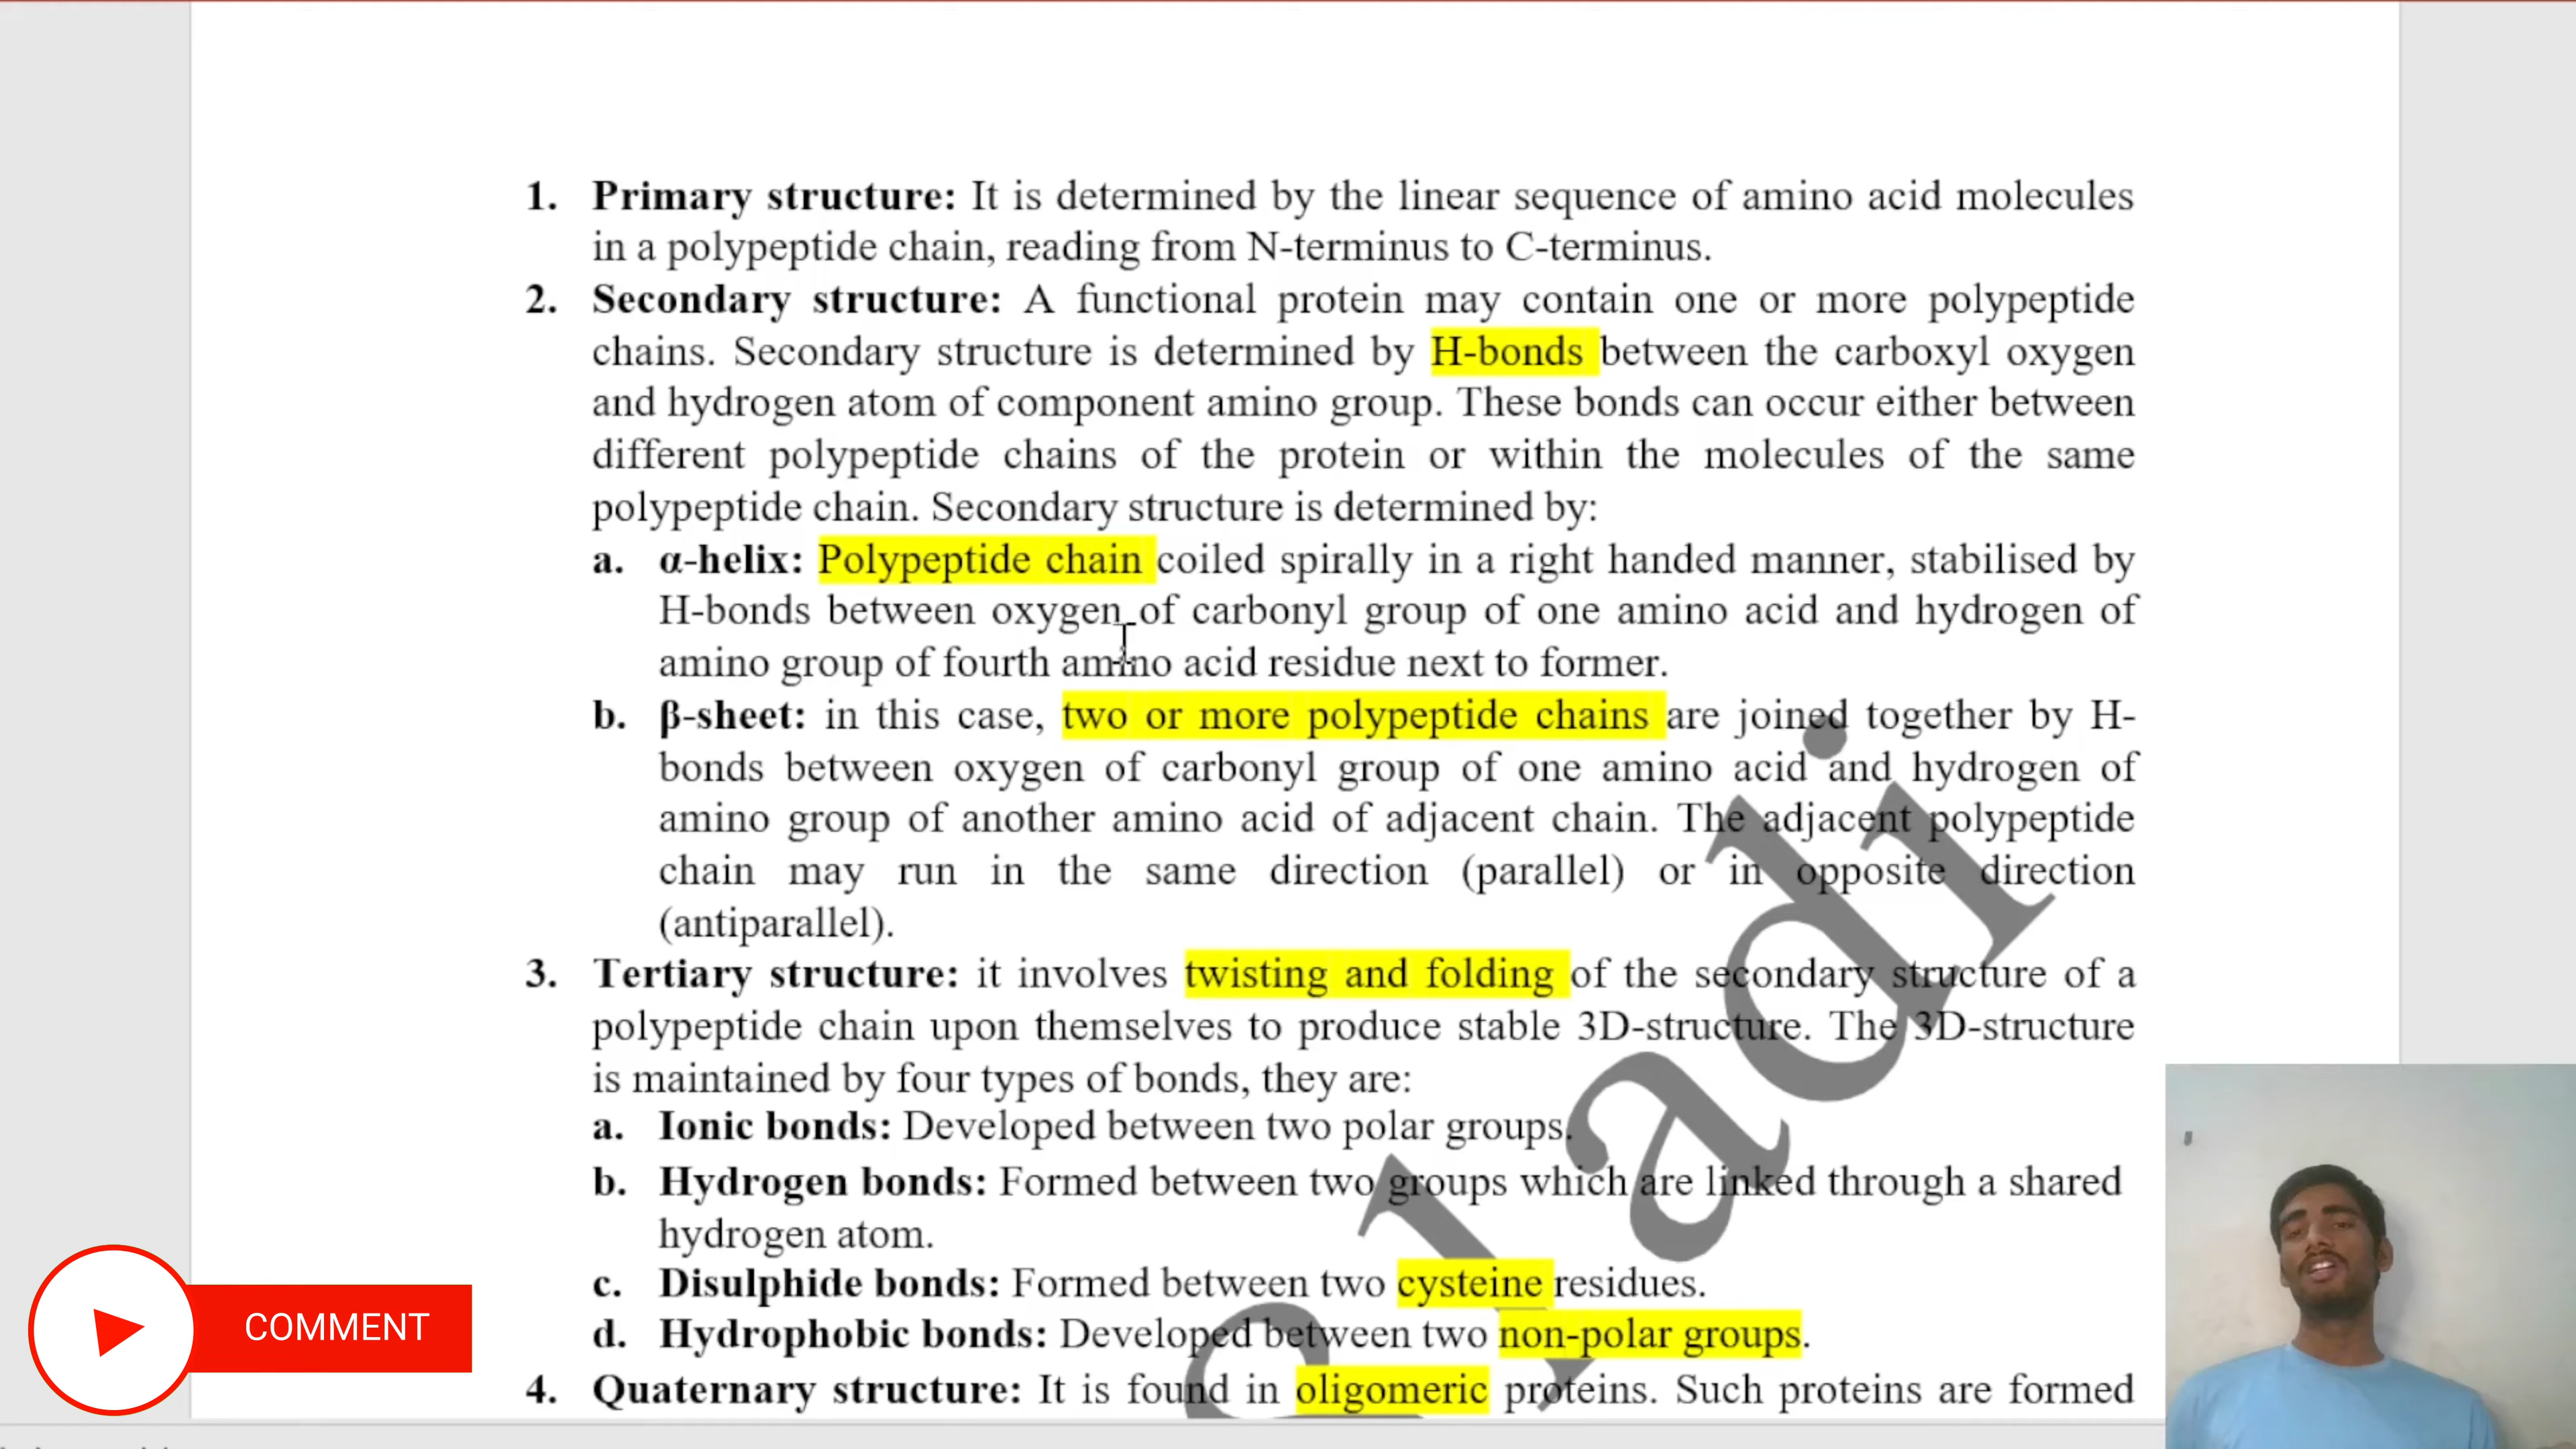 1. Primary structure: It is determined by the linear sequence of amino acid molecules
in a polypeptide chain, reading from N-terminus to C-terminus.
2. Secondary structure: A functional protein may contain one or more polypeptide
chains. Secondary structure is determined by H-bonds between the carboxyl oxygen
and hydrogen atom of component amino group. These bonds can occur either between
different polypeptide chains of the protein or within the molecules of the same
polypeptide chain. Secondary structure is determined by:
a. α-helix: Polypeptide chain coiled spirally in a right handed manner, stabilised by
H-bonds between oxygen of carbonyl group of one amino acid and hydrogen of
amino group of fourth amino acid residue next to former.
b. β-sheet: in this case, two or more polypeptide chains are joined together by H-
bonds between oxygen of carbonyl group of one amino acid and hydrogen of
amino group of another amino acid of adjacent chain. The adjacent polypeptide
chain may run in the same direction (parallel) or in opposite direction
(antiparallel).
3. Tertiary structure: it involves twisting and folding of the secondary structure of a
polypeptide chain upon themselves to produce stable 3D-structure. The 3D-structure
is maintained by four types of bonds, they are:
a. Ionic bonds: Developed between two polar groups.
b. Hydrogen bonds: Formed between two groups which are linked through a shared
hydrogen atom.
c. Disulphide bonds: Formed between two cysteine residues.
d. Hydrophobic bonds: Developed between two non-polar groups.
4. Quaternary structure: It is found in oligomeric proteins. Such proteins are formed
COMMENT